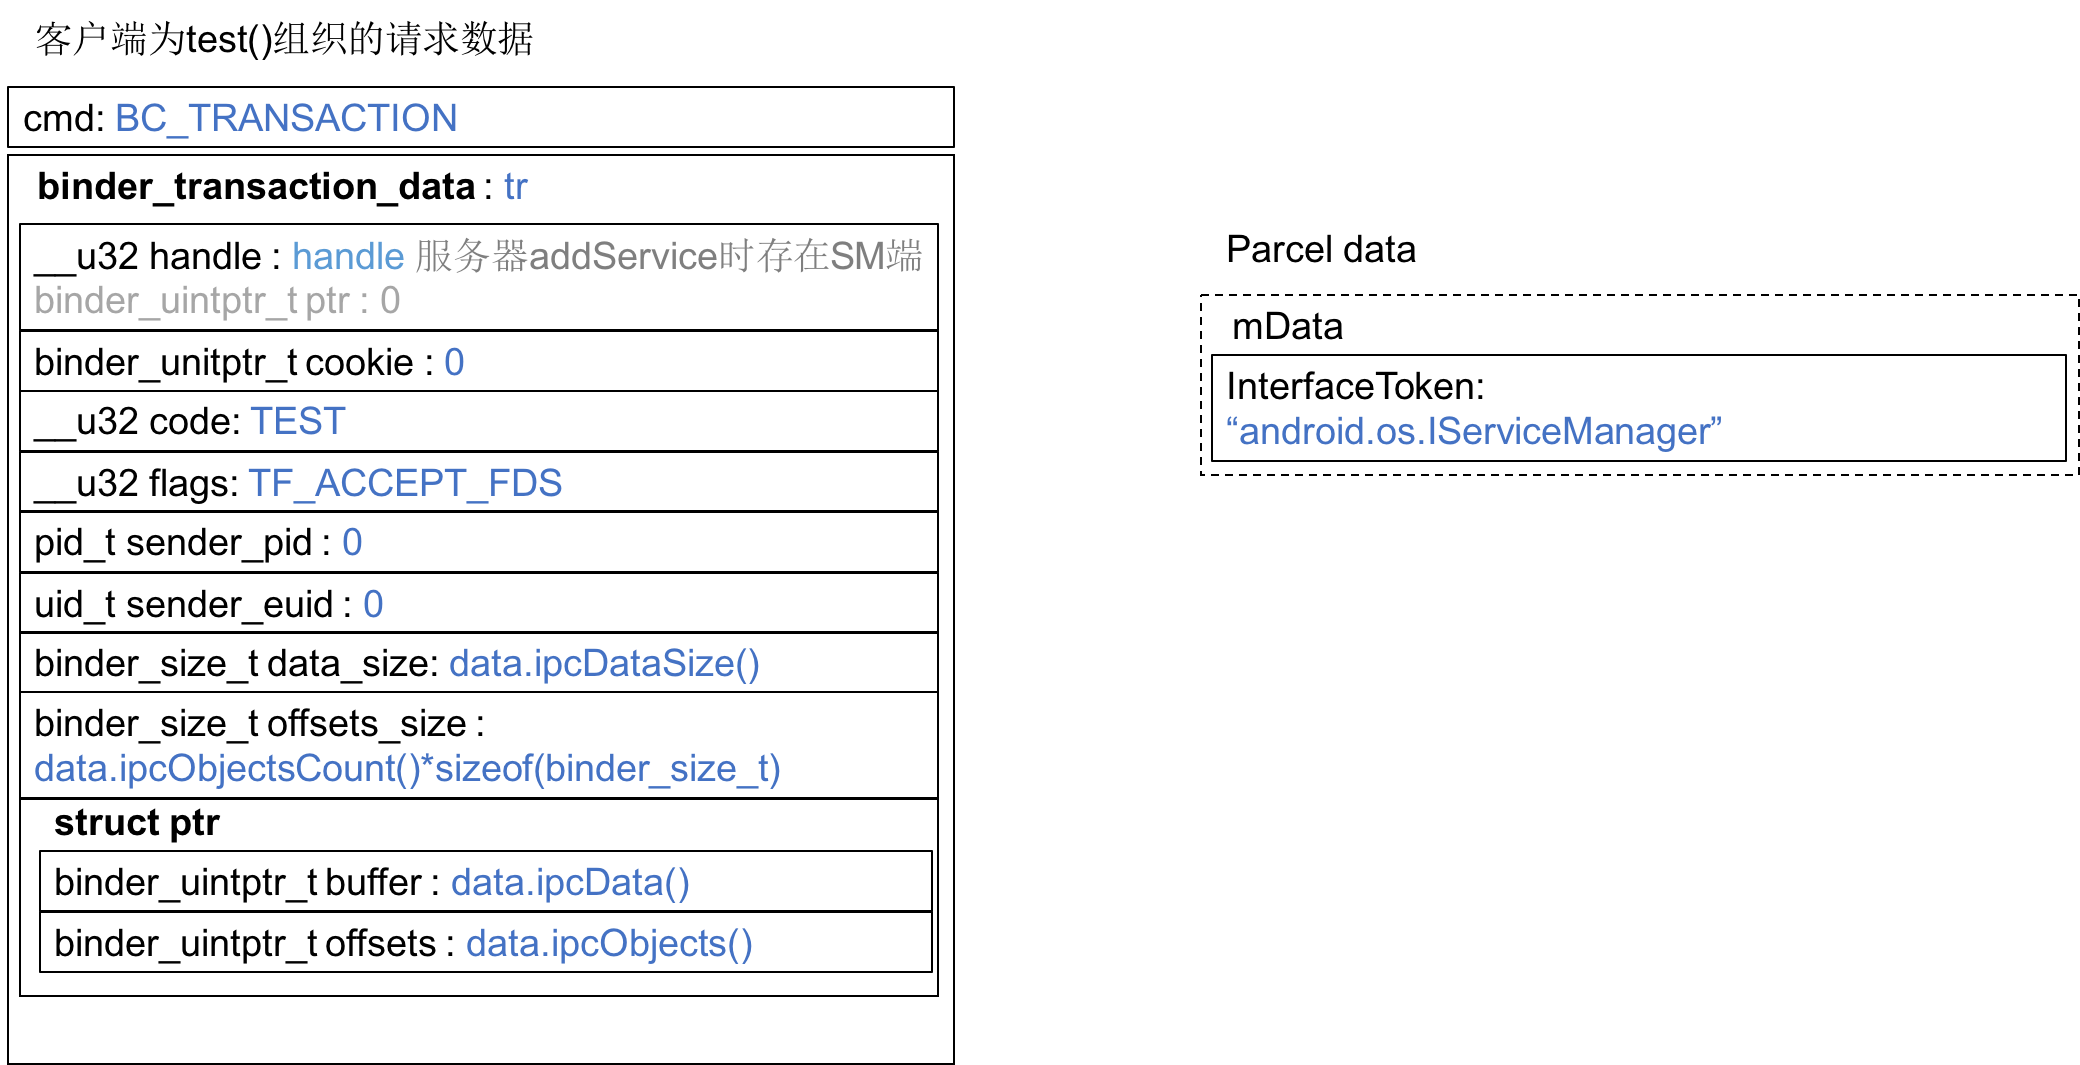 客户端为test()组织的请求数据
cmd: BC_TRANSACTION
binder_transaction_data : tr
__u32 handle : handle 服务器addService时存在SM端
binder_uintptr_t ptr : 0
binder_unitptr_t cookie : 0
__u32 code: TEST
__u32 flags: TF_ACCEPT_FDS
pid_t sender_pid : 0
uid_t sender_euid : 0
binder_size_t data_size: data.ipcDataSize()
binder_size_t offsets_size :
data.ipcObjectsCount()*sizeof(binder_size_t)
struct ptr
binder_uintptr_t buffer : data.ipcData()
binder_uintptr_t offsets : data.ipcObjects()
Parcel data
mData
InterfaceToken:
“android.os.IServiceManager”